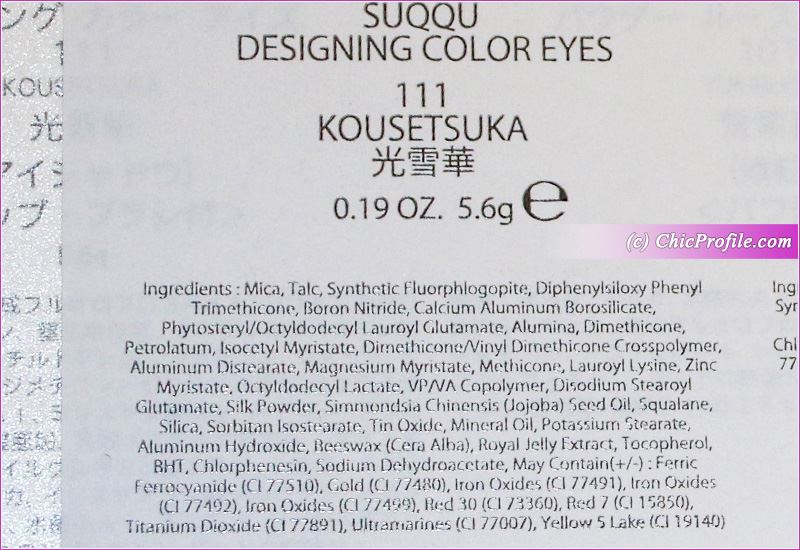 SUQQU
DESIGNING COLOR EYES
111
KOUSETSUKA
光雪華
0.19 OZ. 5.6g ℮
(c) ChicProfile.com
Ingredients : Mica, Talc, Synthetic Fluorphlogopite, Diphenylsiloxy Phenyl
Trimethicone, Boron Nitride, Calcium Aluminum Borosilicate,
Phytosteryl/Octyldodecyl Lauroyl Glutamate, Alumina, Dimethicone,
Petrolatum, Isocetyl Myristate, Dimethicone/Vinyl Dimethicone Crosspolymer,
Aluminum Distearate, Magnesium Myristate, Methicone, Lauroyl Lysine, Zinc
Myristate, Octyldodecyl Lactate, VP/VA Copolymer, Disodium Stearoyl
Glutamate, Silk Powder, Simmondsia Chinensis (Jojoba) Seed Oil, Squalane,
Silica, Sorbitan Isostearate, Tin Oxide, Mineral Oil, Potassium Stearate,
Aluminum Hydroxide, Beeswax (Cera Alba), Royal Jelly Extract, Tocopherol,
BHT, Chlorphenesin, Sodium Dehydroacetate, May Contain(+/-) : Ferric
Ferrocyanide (CI 77510), Gold (CI 77480), Iron Oxides (CI 77491), Iron Oxides
(CI 77492), Iron Oxides (CI 77499), Red 30 (CI 73360), Red 7 (CI 15850),
Titanium Dioxide (CI 77891), Ultramarines (CI 77007), Yellow 5 Lake (CI 19140)